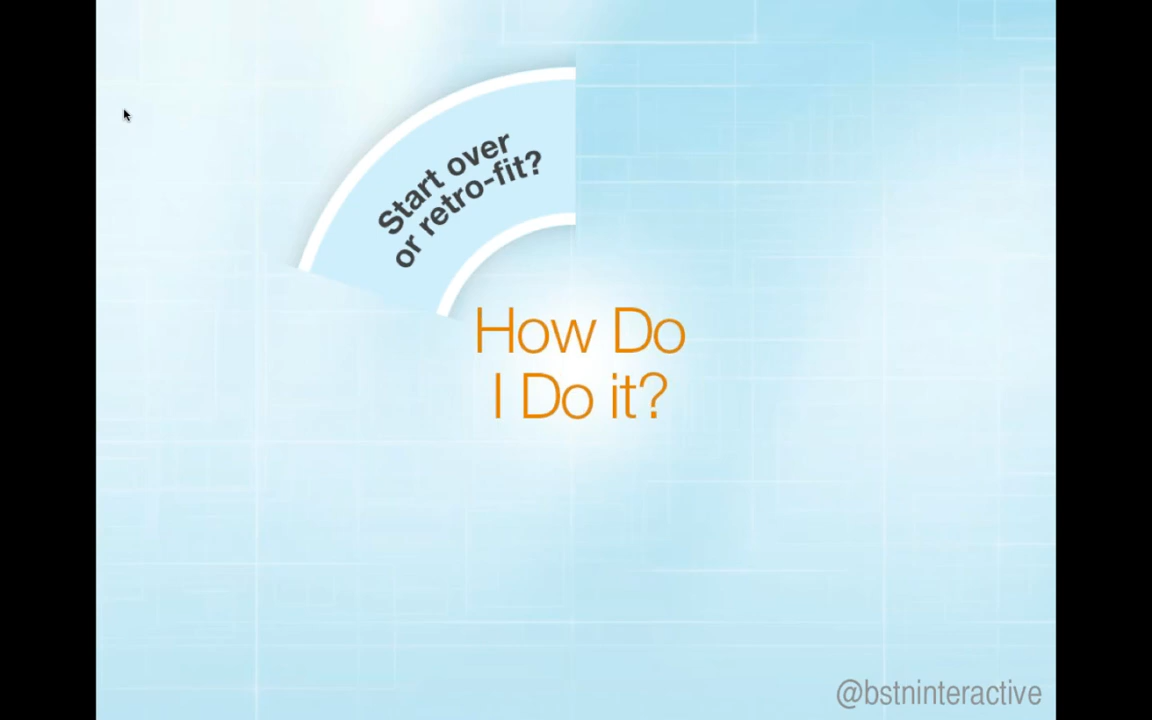 Start over
or retro-fit?
How Do
I Do it?
@bstninteractive